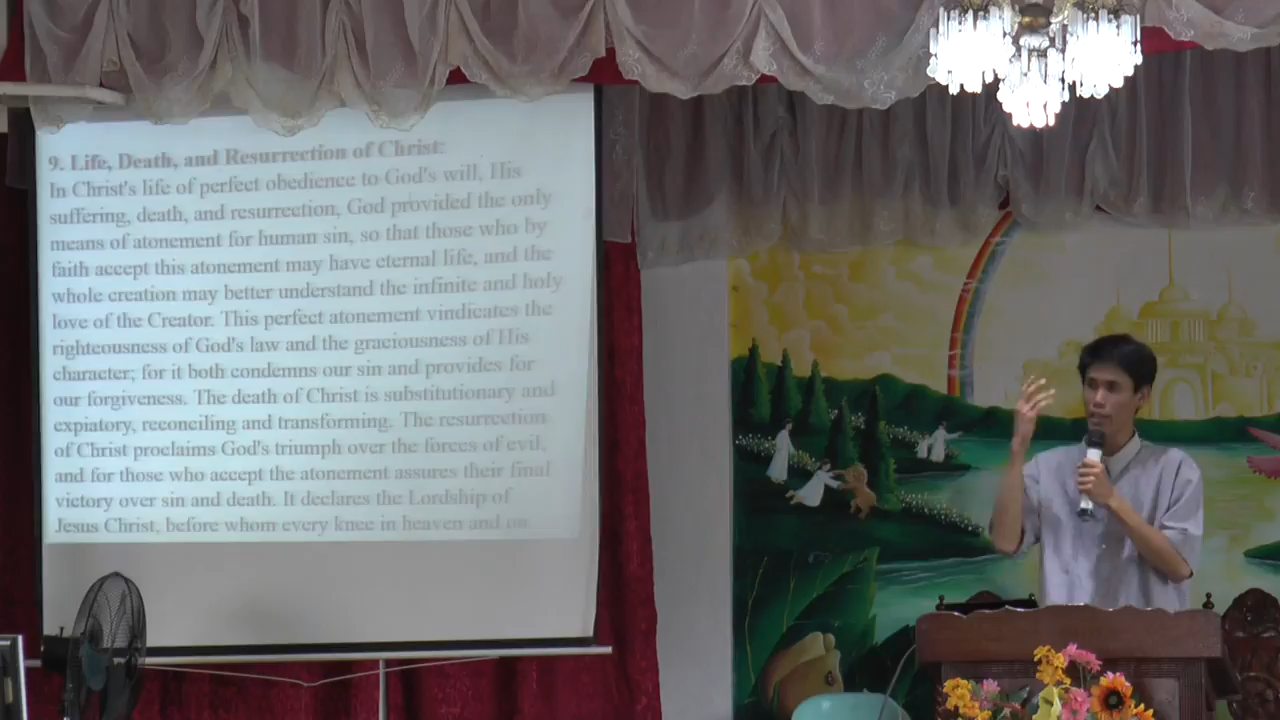 9. Life, Death, and Resurrection of Christ:
In Christ's life of perfect obedience to God's will, His
suffering, death, and resurrection, God provided the only
means of atonement for human sin, so that those who by
faith accept this atonement may have eternal life, and the
whole creation may better understand the infinite and holy
love of the Creator. This perfect atonement vindicates the
righteousness of God's law and the graciousness of His
character; for it both condemns our sin and provides for
our forgiveness. The death of Christ is substitutionary and
expiatory, reconciling and transforming. The resurrection
of Christ proclaims God's triumph over the forces of evil,
and for those who accept the atonement assures their final
victory over sin and death. It declares the Lordship of
Jesus Christ, before whom every knee in heaven and on